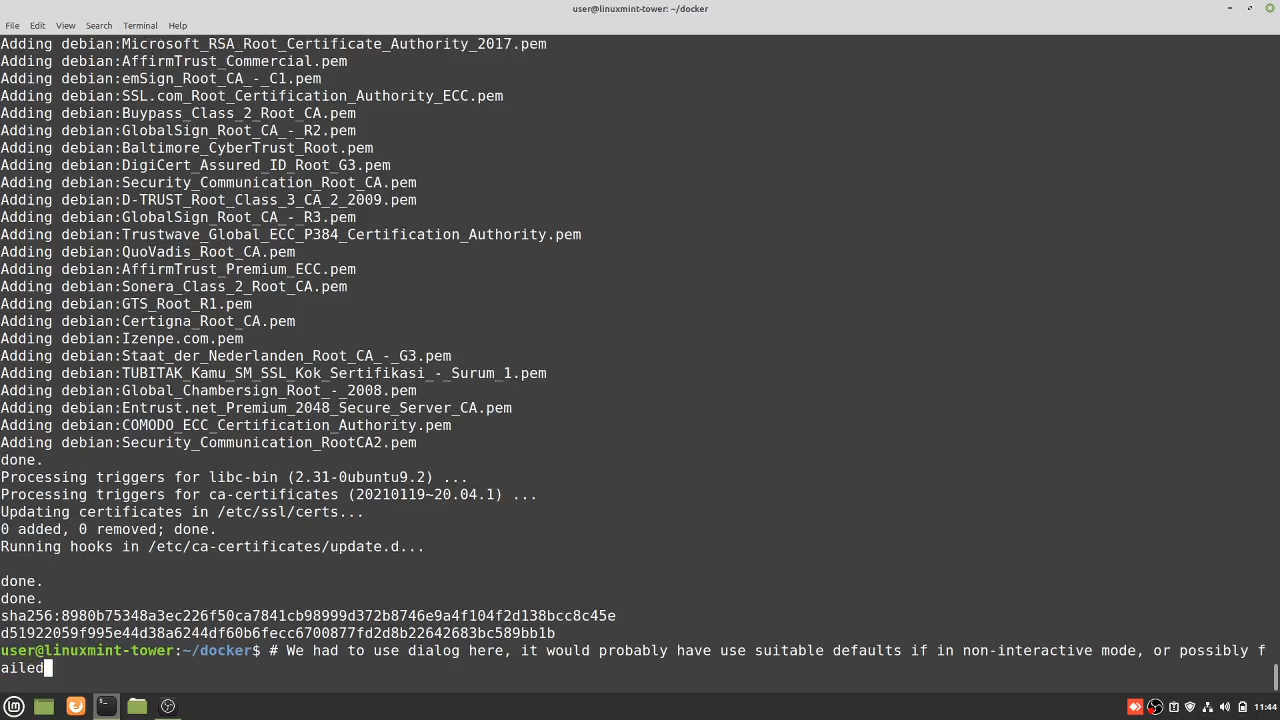 user@linuxmint-tower: ~/docker
File Edit View Search Terminal Help
Adding debian:Microsoft_RSA_Root_Certificate_Authority_2017.pem
Adding debian:AffirmTrust_Commercial.pem
Adding debian:emSign_Root_CA_-_C1.pem
Adding debian:SSL.com_Root_Certification_Authority_ECC.pem
Adding debian:Buypass_Class_2_Root_CA.pem
Adding debian:GlobalSign_Root_CA_-_R2.pem
Adding debian:Baltimore_CyberTrust_Root.pem
Adding debian:DigiCert_Assured_ID_Root_G3.pem
Adding debian:Security_Communication_Root_CA.pem
Adding debian:D-TRUST_Root_Class_3_CA_2_2009.pem
Adding debian:GlobalSign_Root_CA_-_R3.pem
Adding debian:Trustwave_Global_ECC_P384_Certification_Authority.pem
Adding debian:QuoVadis_Root_CA.pem
Adding debian:AffirmTrust_Premium_ECC.pem
Adding debian:Sonera_Class_2_Root_CA.pem
Adding debian:GTS_Root_R1.pem
Adding debian:Certigna_Root_CA.pem
Adding debian:Izenpe.com.pem
Adding debian:Staat_der_Nederlanden_Root_CA_-_G3.pem
Adding debian:TUBITAK_Kamu_SM_SSL_Kok_Sertifikasi_-_Surum_1.pem
Adding debian:Global_Chambersign_Root_-_2008.pem
Adding debian:Entrust.net_Premium_2048_Secure_Server_CA.pem
Adding debian:COMODO_ECC_Certification_Authority.pem
Adding debian:Security_Communication_RootCA2.pem
done.
Processing triggers for libc-bin (2.31-0ubuntu9.2) ...
Processing triggers for ca-certificates (20210119~20.04.1) ...
Updating certificates in /etc/ssl/certs...
0 added, 0 removed; done.
Running hooks in /etc/ca-certificates/update.d...
done.
done.
sha256:8980b75348a3ec226f50ca7841cb98999d372b8746e9a4f104f2d138bcc8c45e
d51922059f995e44d38a6244df60b6fecc6700877fd2d8b22642683bc589bb1b
user@linuxmint-tower:~/docker$ # We had to use dialog here, it would probably have use suitable defaults if in non-interactive mode, or possibly f
ailed
11:44